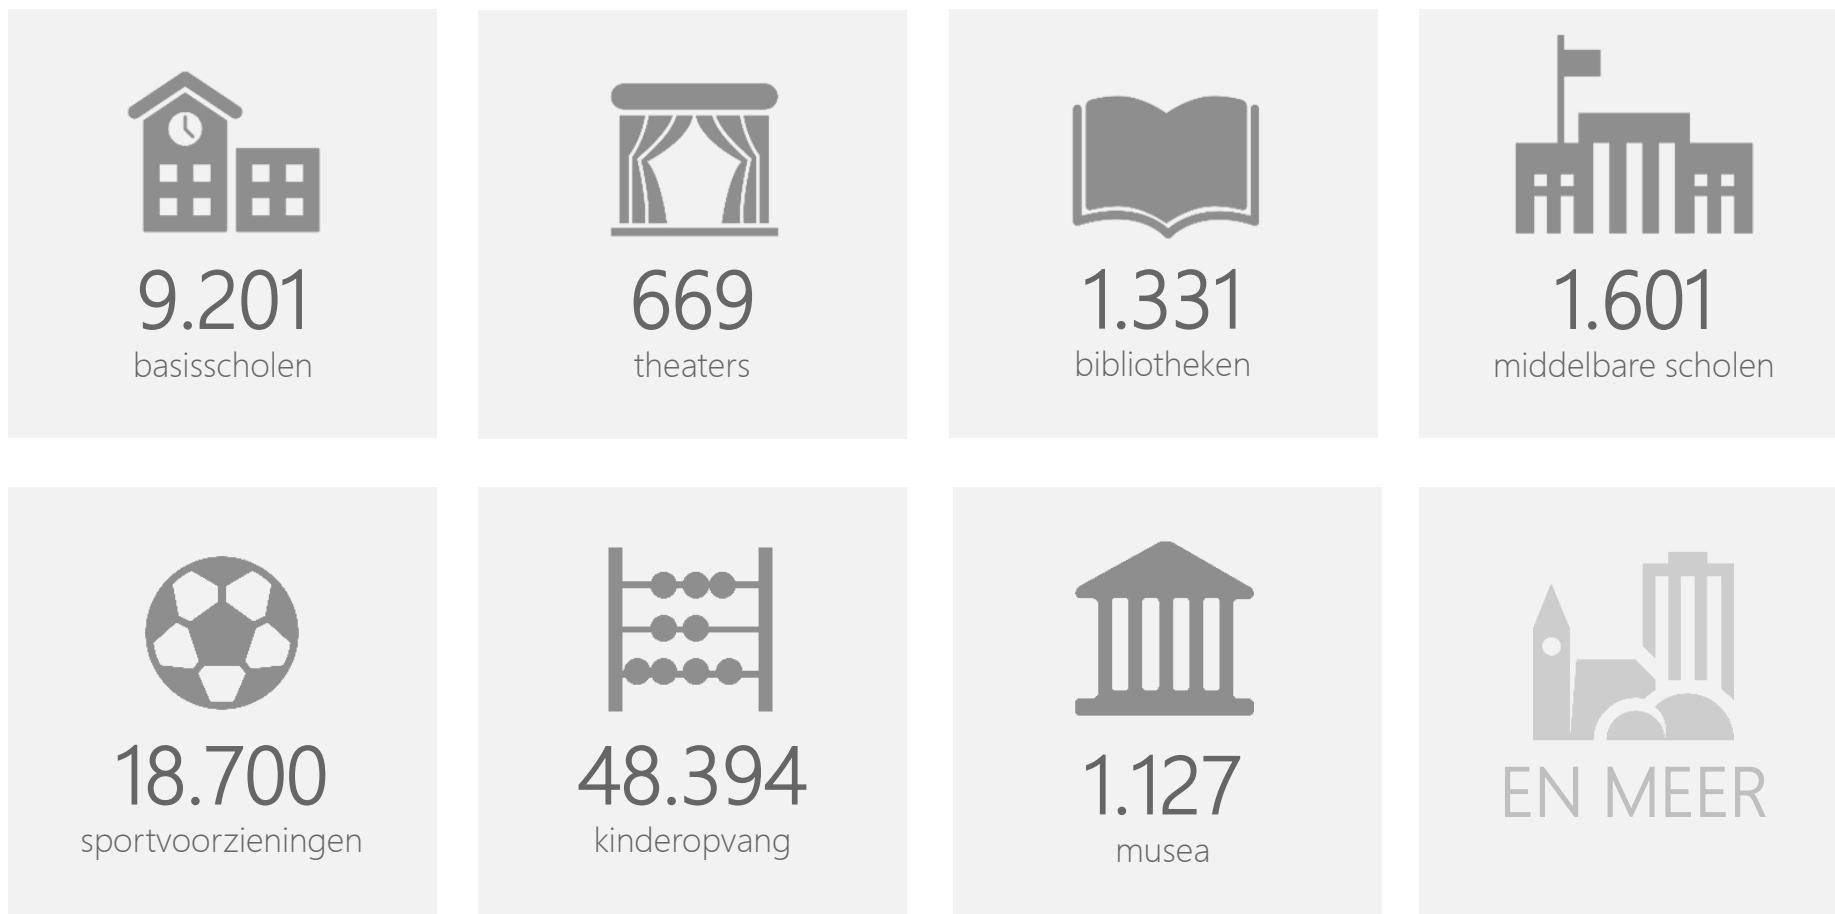 9.201
basisscholen
669
theaters
1.331
bibliotheken
1.601
middelbare scholen
18.700
sportvoorzieningen
48.394
kinderopvang
1.127
musea
EN MEER